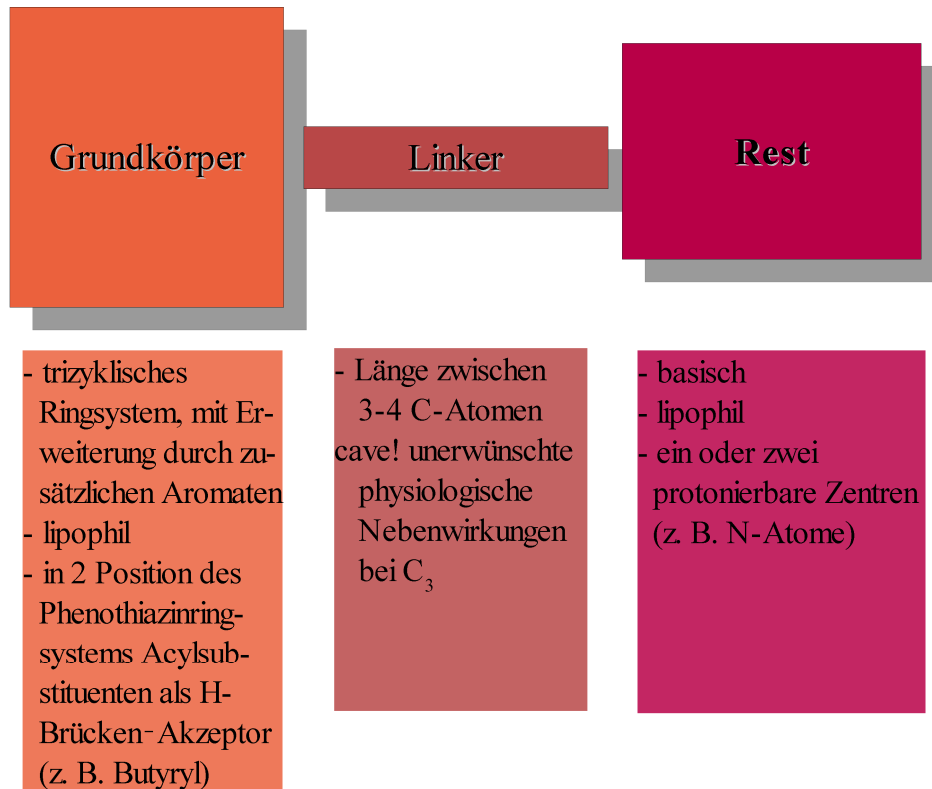 Grundkörper
Linker
Rest
- trizyklisches
Ringsystem, mit Er-
weiterung durch zu-
sätzlichen Aromaten
- lipophil
- in 2 Position des
Phenothiazinring-
systems Acylsub-
stituenten als H-
Brücken-Akzeptor
(z. B. Butyryl)
- Länge zwischen
3-4 C-Atomen
cave! unerwünschte
physiologische
Nebenwirkungen
bei C₃
- basisch
- lipophil
- ein oder zwei
protonierbare Zentren
(z. B. N-Atome)